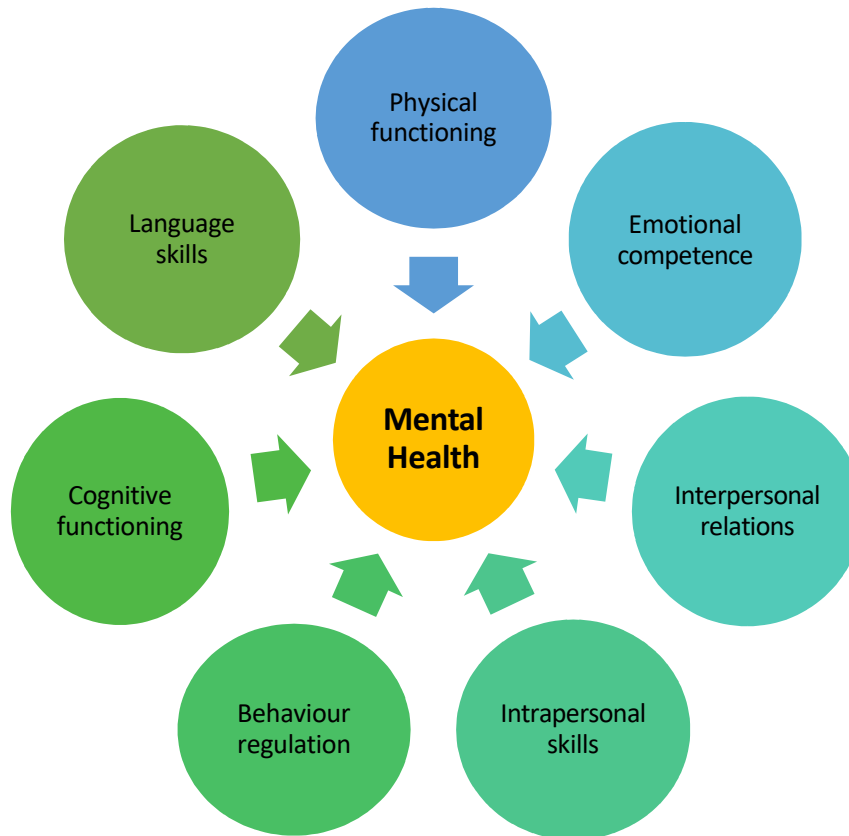 Physical
functioning
Emotional
competence
Interpersonal
relations
Intrapersonal
skills
Behaviour
regulation
Cognitive
functioning
Language
skills
Mental
Health